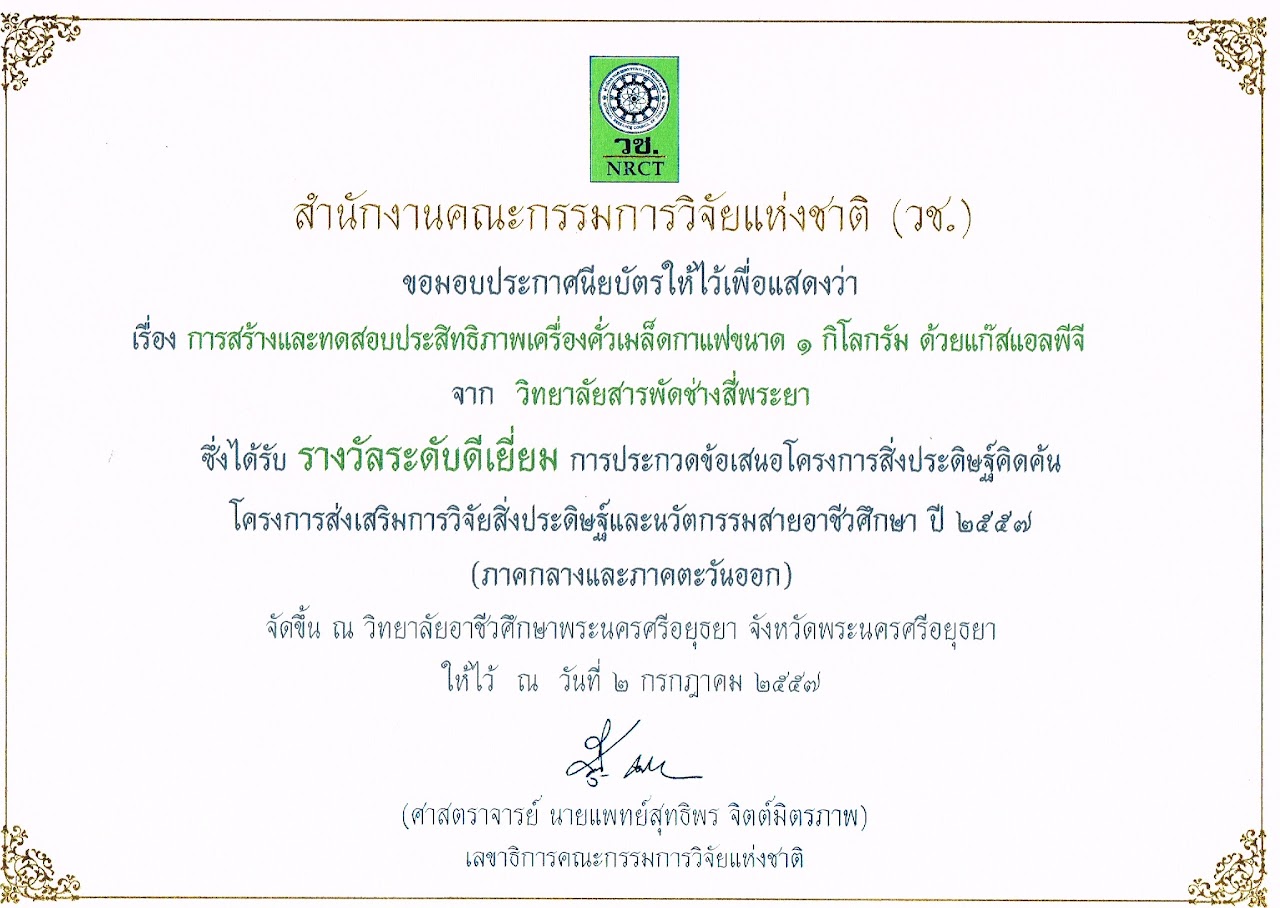 วช.
NRCT
สำนักงานคณะกรรมการวิจัยแห่งชาติ (วช.)
ขอมอบประกาศนียบัตรให้ไว้เพื่อแสดงว่า
เรื่อง การสร้างและทดสอบประสิทธิภาพเครื่องคั่วเมล็ดกาแฟขนาด ๑ กิโลกรัม ด้วยแก๊สแอลพีจี
จาก วิทยาลัยสารพัดช่างสี่พระยา
ซึ่งได้รับ รางวัลระดับดีเยี่ยม การประกวดข้อเสนอโครงการสิ่งประดิษฐ์คิดค้น
โครงการส่งเสริมการวิจัยสิ่งประดิษฐ์และนวัตกรรมสายอาชีวศึกษา ปี ๒๕๕๗
(ภาคกลางและภาคตะวันออก)
จัดขึ้น ณ วิทยาลัยอาชีวศึกษาพระนครศรีอยุธยา จังหวัดพระนครศรีอยุธยา
ให้ไว้ ณ วันที่ ๒ กรกฎาคม ๒๕๕๗
(ศาสตราจารย์ นายแพทย์สุทธิพร จิตต์มิตรภาพ)
เลขาธิการคณะกรรมการวิจัยแห่งชาติ